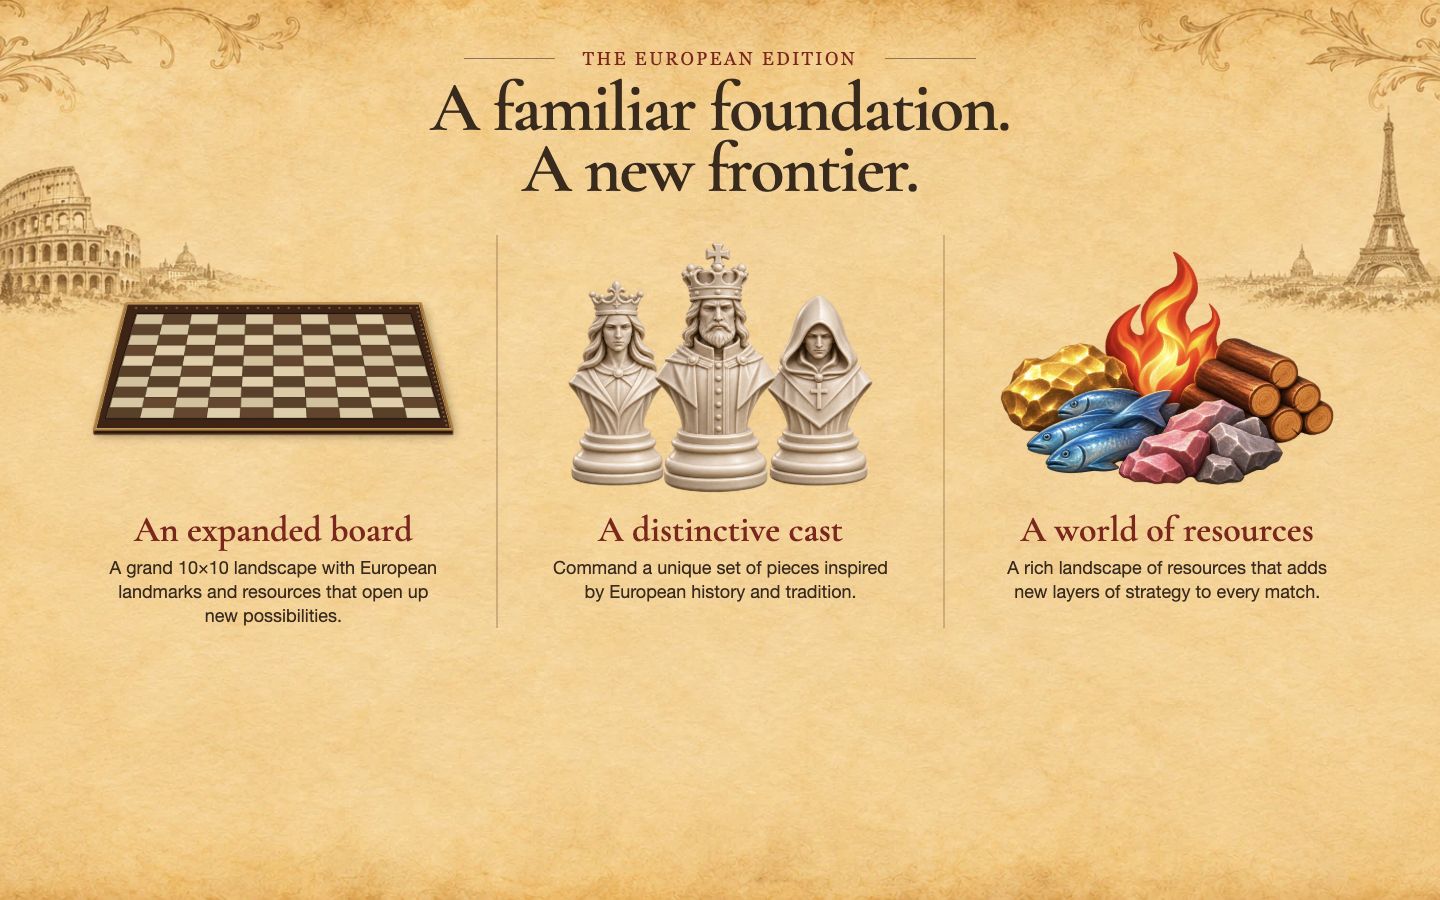 THE EUROPEAN EDITION
A familiar foundation.
A new frontier.
An expanded board
A grand 10×10 landscape with European
landmarks and resources that open up
new possibilities.
A distinctive cast
Command a unique set of pieces inspired
by European history and tradition.
A world of resources
A rich landscape of resources that adds
new layers of strategy to every match.